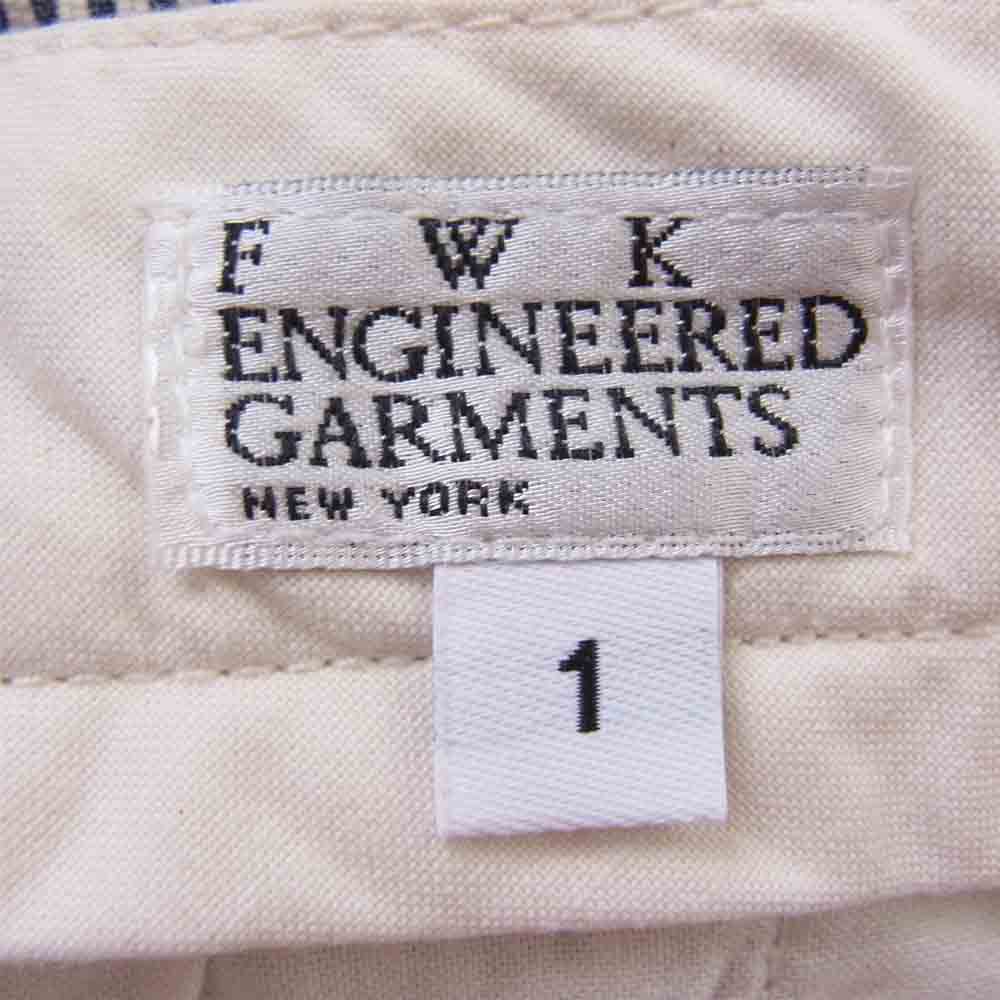 F W K
ENGINEERED
GARMENTS
NEW YORK
1